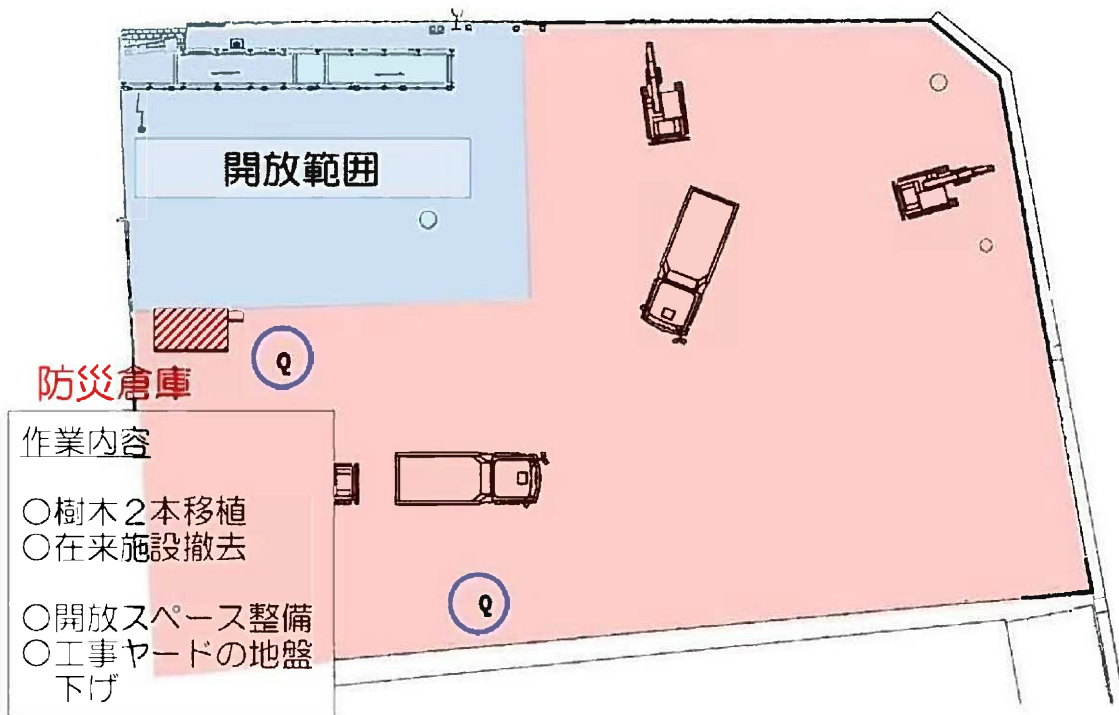 開放範囲
Q
防災倉庫
作業内容
○樹木2本移植
○在来施設撤去
Q
○開放スペース整備
○工事ヤードの地盤
下げ